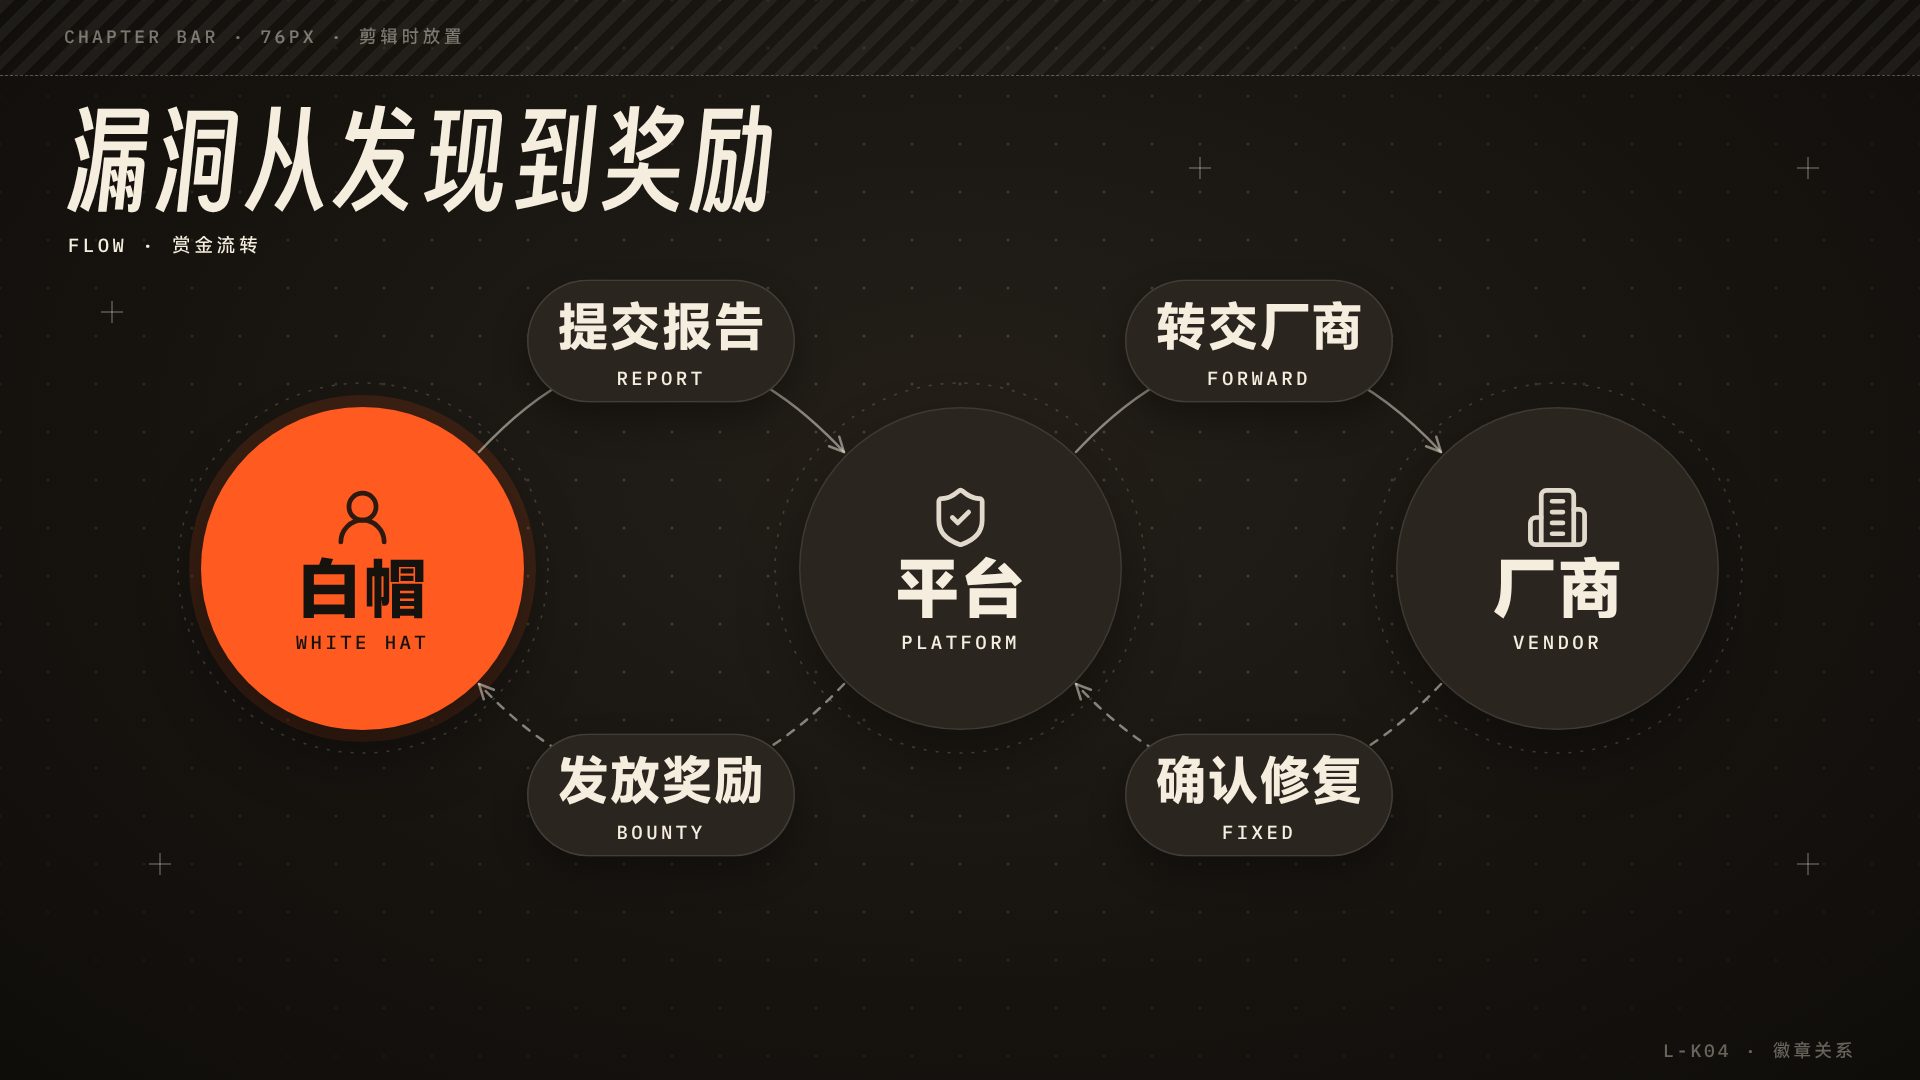 CHAPTER BAR · 76PX · 剪辑时放置
漏洞从发现到奖励
FLOW · 赏金流转
提交报告
REPORT
转交厂商
FORWARD
白帽
WHITE HAT
平台
PLATFORM
厂商
VENDOR
发放奖励
BOUNTY
确认修复
FIXED
L-K04 · 徽章关系